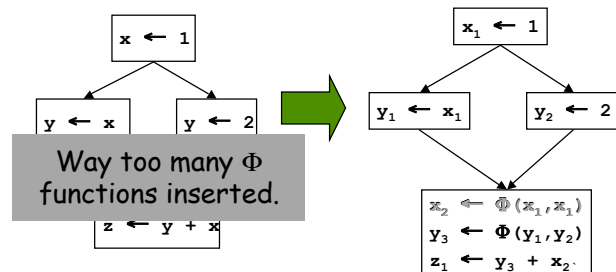 x ← 1
y ← x
y ← 2
Way too many Φ
functions inserted.
z ← y + x
x₁ ← 1
y₁ ← x₁
y₂ ← 2
x₂ ← Φ(x₁,x₁)
y₃ ← Φ(y₁,y₂)
z₁ ← y₃ + x₂